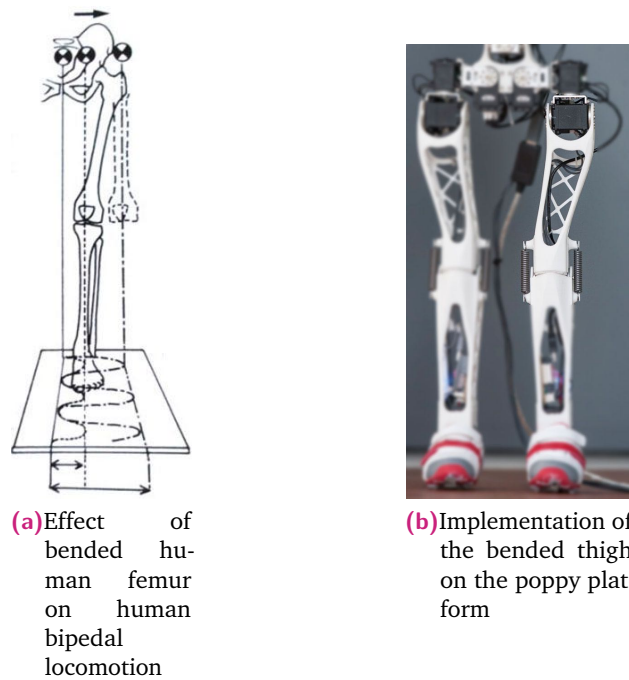 (a)Effect of
bended hu-
man femur
on human
bipedal
locomotion
(b)Implementation of
the bended thigh
on the poppy plat
form